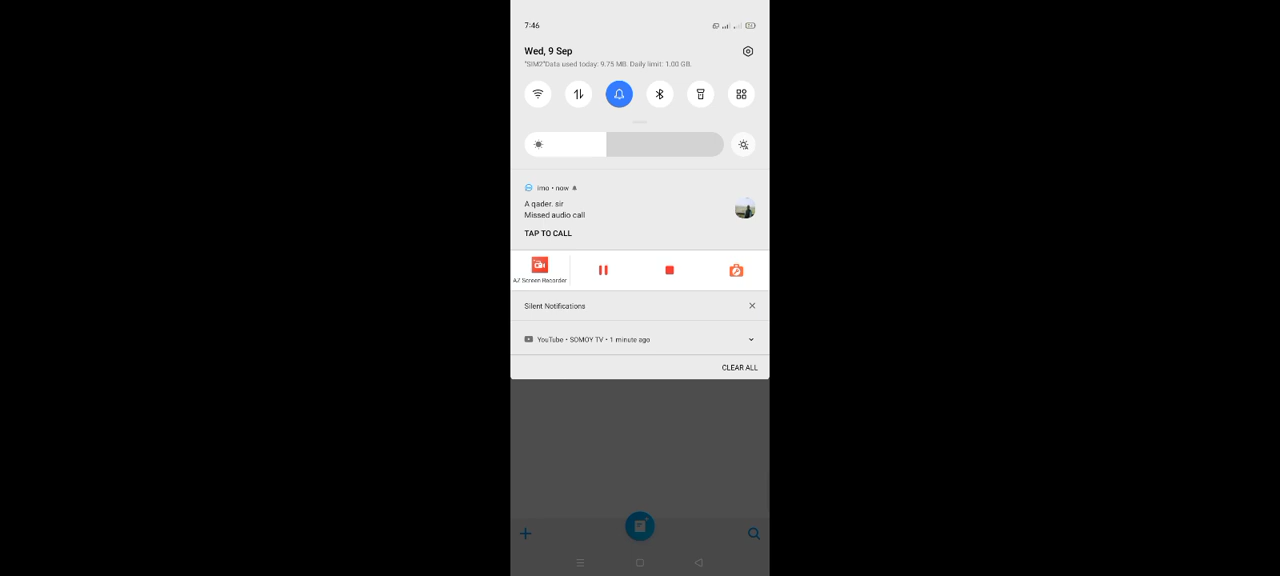 7:46
Wed, 9 Sep
"SIM2"Data used today: 9.75 MB. Daily limit: 1.00 GB.
imo • now
A qader. sir
Missed audio call
TAP TO CALL
AZ Screen Recorder
Silent Notifications
YouTube • SOMOY TV • 1 minute ago
CLEAR ALL